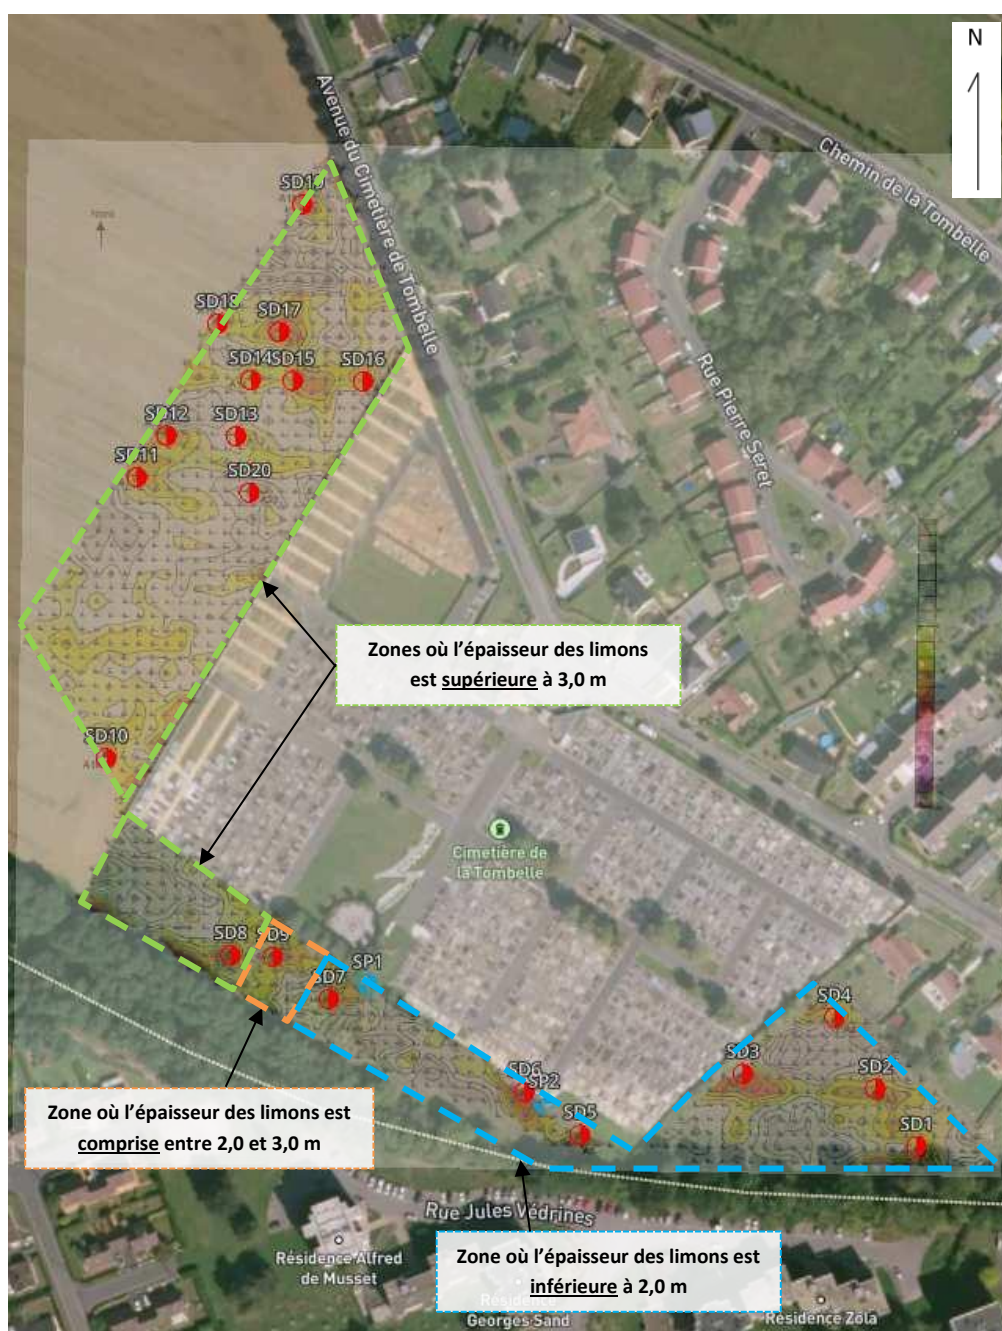 N
Avenue du Cimetière de Tombelle
Chemin de la Tombelle
SD19
Nord
SD18
SD17
SD14
SD15
SD16
Rue Pierre Seret
SD12
SD13
SD11
SD20
Zones où l’épaisseur des limons
est supérieure à 3,0 m
SD10
Cimetière de
la Tombelle
SD8
SD9
SP1
SD7
SD4
SD3
SD2
SD6
SP2
SD5
SD1
Zone où l’épaisseur des limons est
comprise entre 2,0 et 3,0 m
Rue Jules Védrines
Résidence Alfred
de Musset
Zone où l’épaisseur des limons est
inférieure à 2,0 m
Résidence
Georges Sand
Résidence Zola